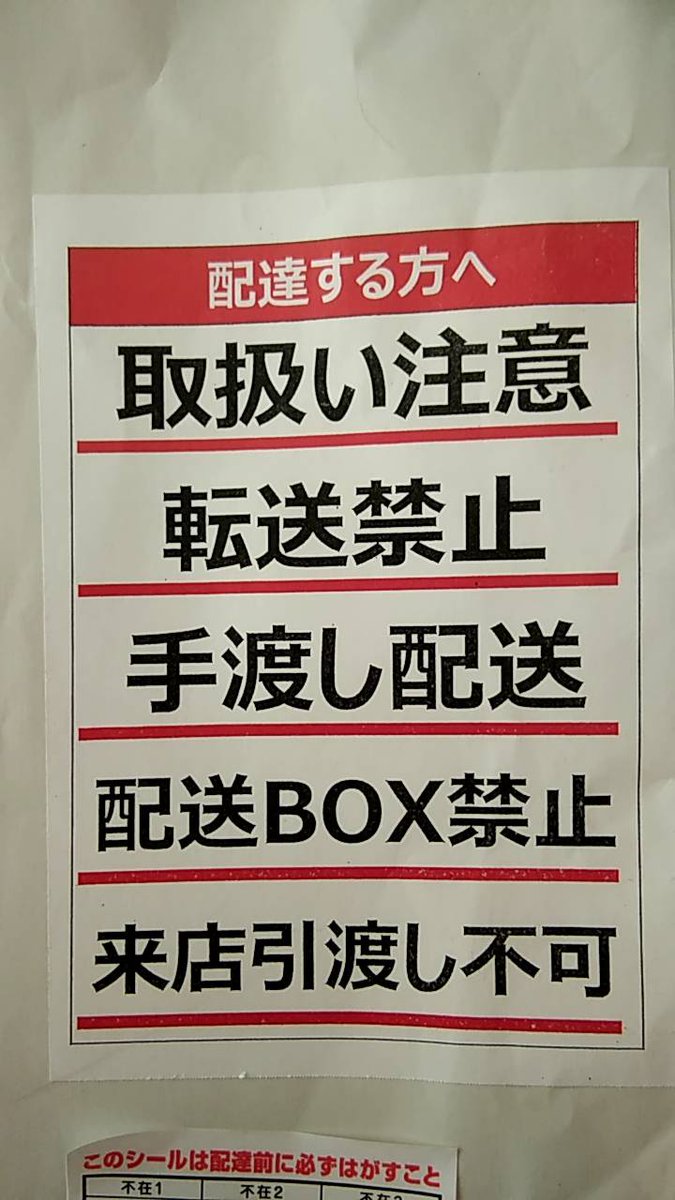 配達する方へ
取扱い注意
転送禁止
手渡し配送
配送BOX禁止
来店引渡し不可
このシールは配達前に必ずはがすこと
不在1 不在2 不在3